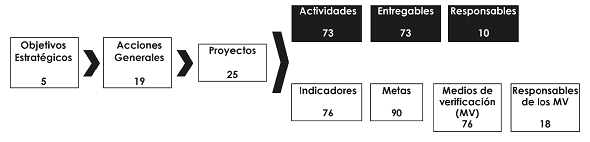 Objetivos
Estratégicos
5
Acciones
Generales
19
Proyectos
25
Actividades
73
Entregables
73
Responsables
10
Indicadores
76
Metas
90
Medios de
verificación
(MV)
76
Responsables
de los MV
18